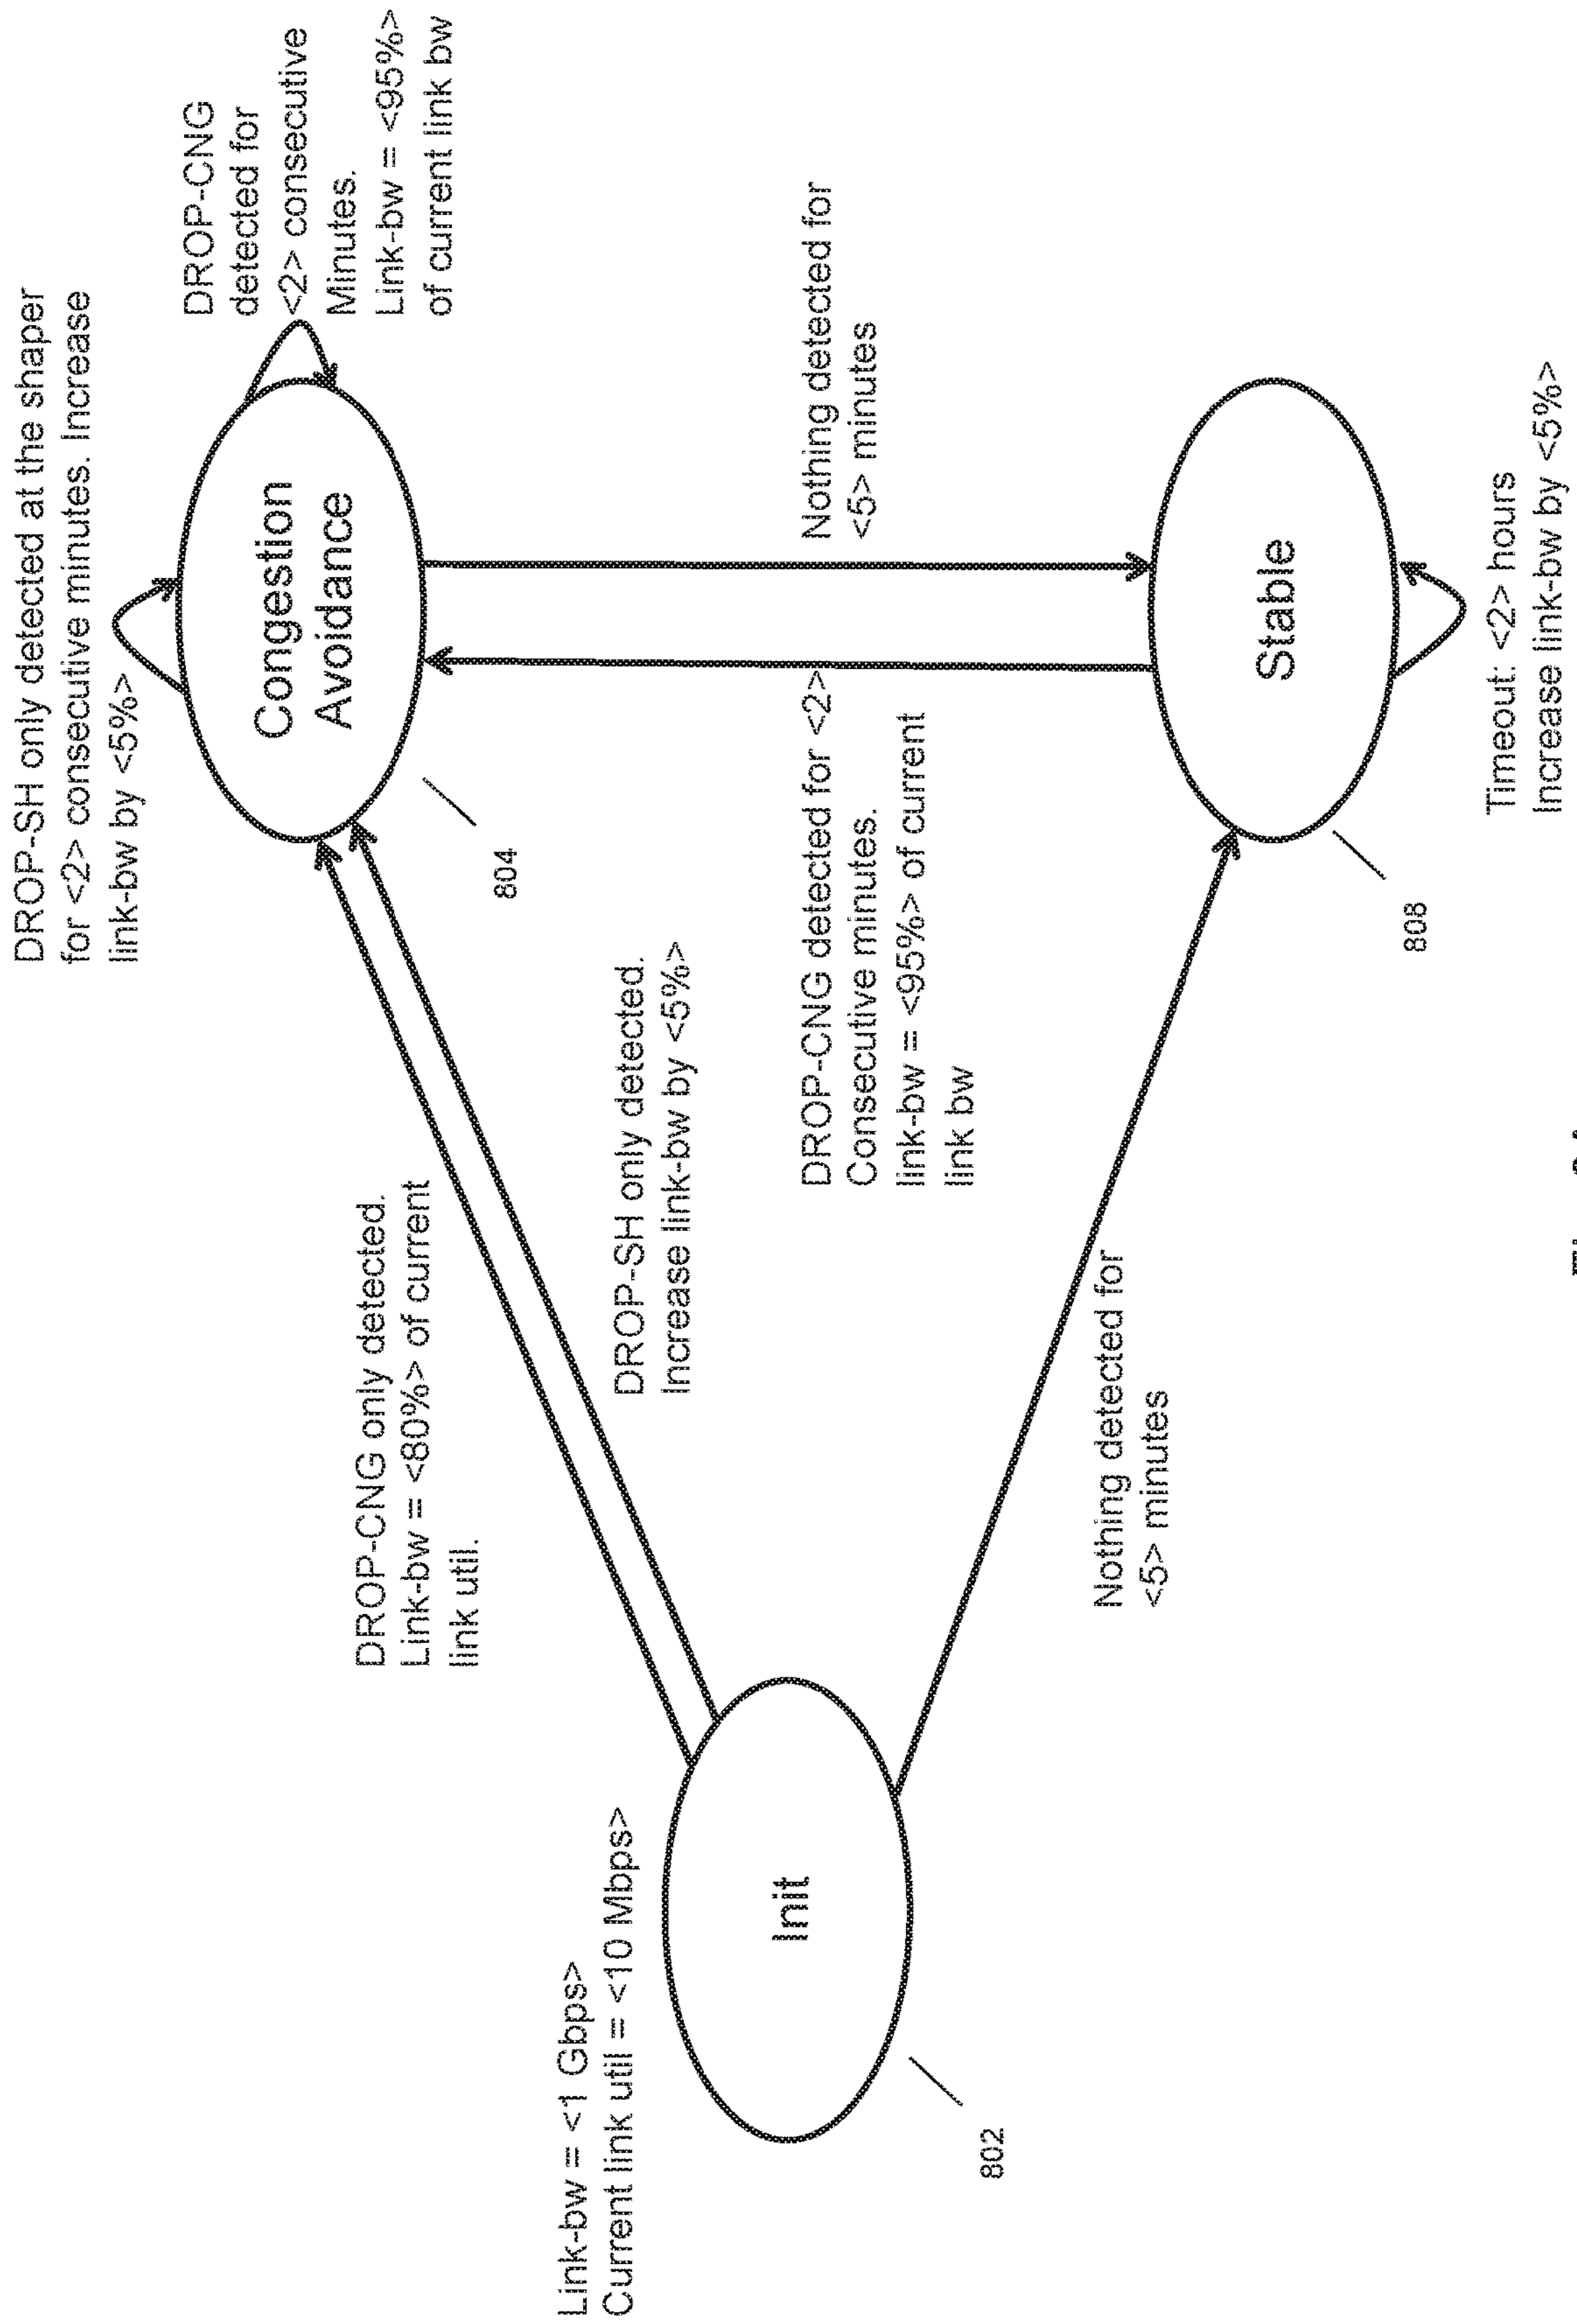 Link-bw = <1 Gbps>
Current link util = <10 Mbps>
Init
802
DROP-CNG only detected.
Link-bw = <80%> of current
link util.
DROP-SH only detected.
Increase link-bw by <5%>
Nothing detected for
<5> minutes
DROP-SH only detected at the shaper
for <2> consecutive minutes. Increase
link-bw by <5%>
Congestion
Avoidance
804
DROP-CNG
detected for
<2> consecutive
Minutes.
Link-bw = <95%>
of current link bw
DROP-CNG detected for <2>
Consecutive minutes.
link-bw = <95%> of current
link bw
Nothing detected for
<5> minutes
Stable
808
Timeout: <2> hours
Increase link-bw by <5%>